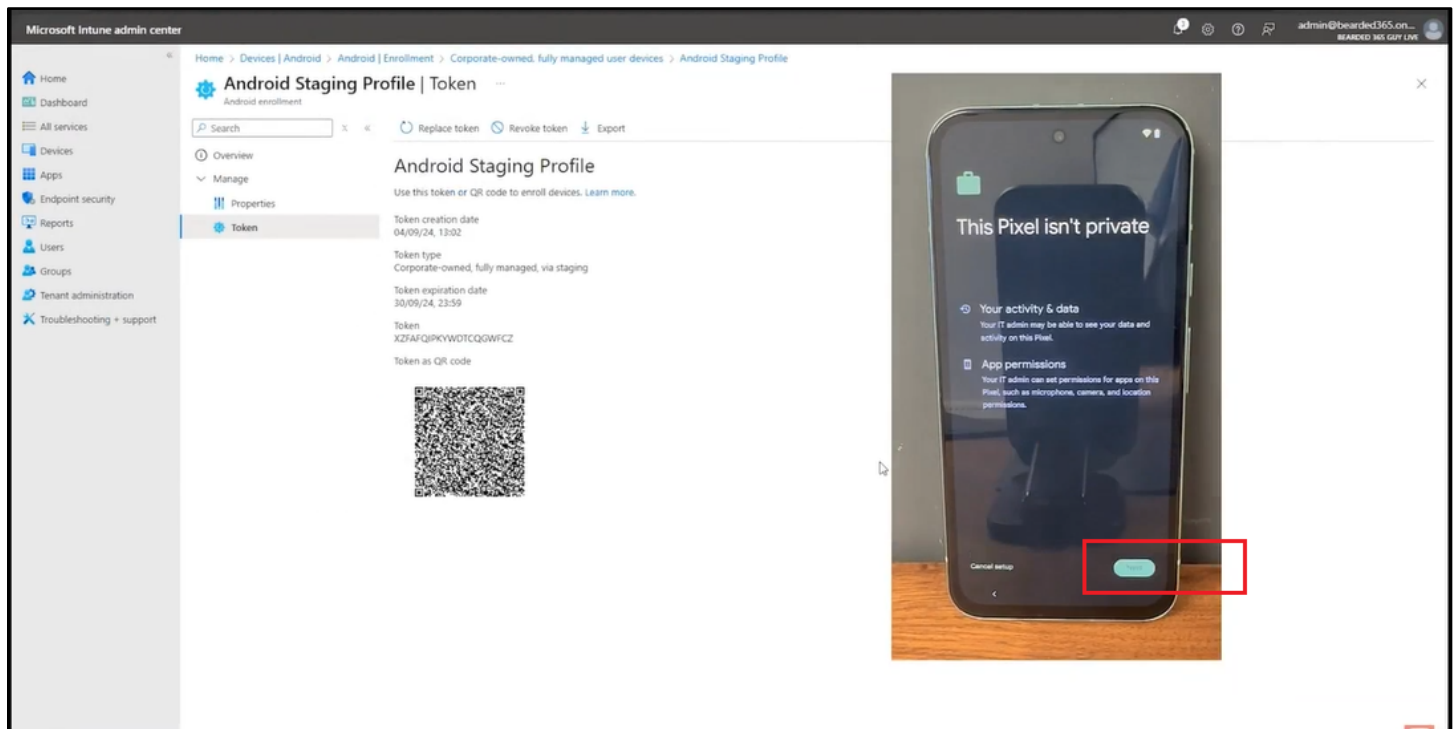 Microsoft Intune admin center
3
admin@bearded365.on...
BEARDED 365 GUY LIVE
Home > Devices | Android > Android | Enrollment > Corporate-owned, fully managed user devices > Android Staging Profile
Android Staging Profile | Token ...
Android enrollment
Home
Dashboard
All services
Devices
Apps
Endpoint security
Reports
Users
Groups
Tenant administration
Troubleshooting + support
Search
Overview
Manage
Properties
Token
Replace token Revoke token Export
Android Staging Profile
Use this token or QR code to enroll devices. Learn more.
Token creation date
04/09/24, 13:02
Token type
Corporate-owned, fully managed, via staging
Token expiration date
30/09/24, 23:59
Token
XZFAFQIPKYWDTCQGWFCZ
Token as QR code
This Pixel isn't private
Your activity & data
Your IT admin may be able to see your data and
activity on this Pixel.
App permissions
Your IT admin can set permissions for apps on this
Pixel, such as microphone, camera, and location
permissions.
Cancel setup
Next